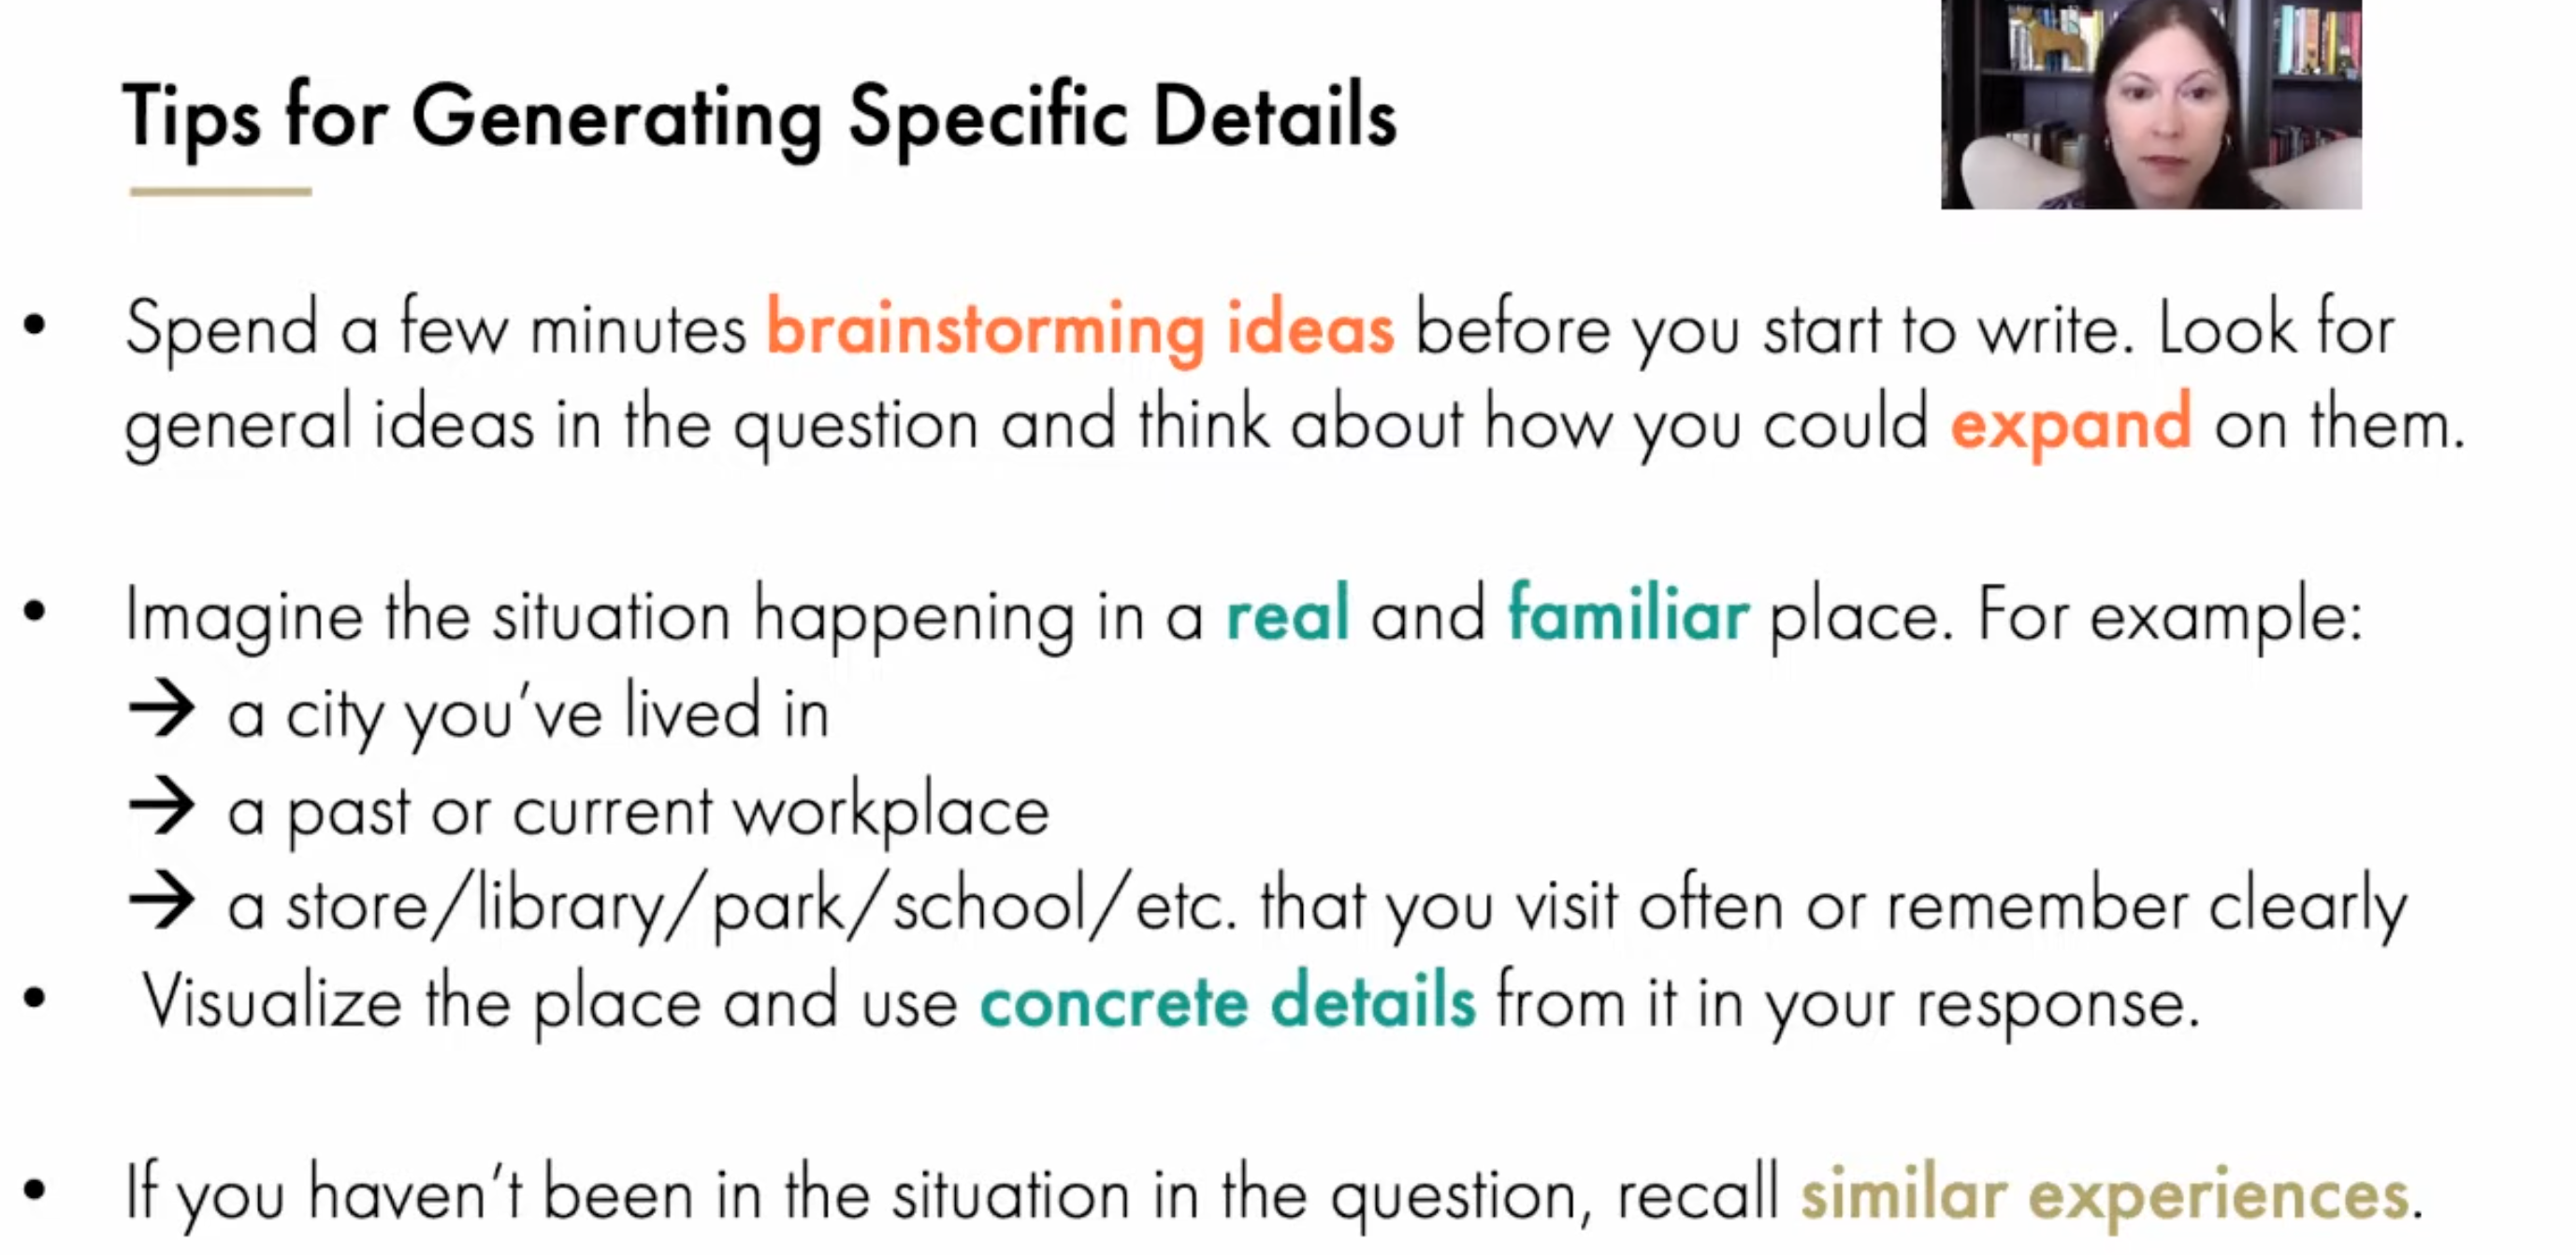 Tips for Generating Specific Details
• Spend a few minutes brainstorming ideas before you start to write. Look for
general ideas in the question and think about how you could expand on them.
• Imagine the situation happening in a real and familiar place. For example:
→ a city you've lived in
→ a past or current workplace
→ a store/library/park/school/etc. that you visit often or remember clearly
• Visualize the place and use concrete details from it in your response.
• If you haven't been in the situation in the question, recall similar experiences.